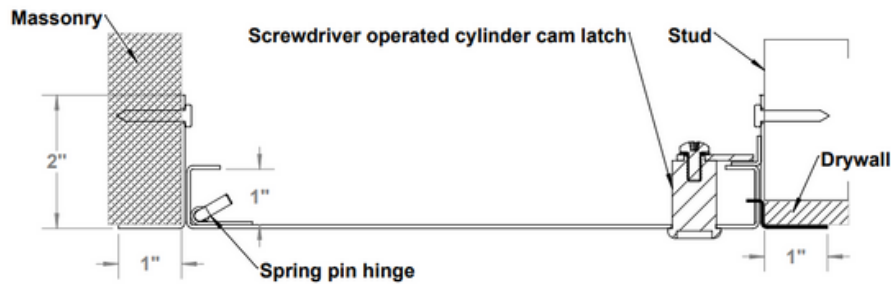 Massonry
Screwdriver operated cylinder cam latch
Stud
2"
1"
Drywall
1"
Spring pin hinge
1"